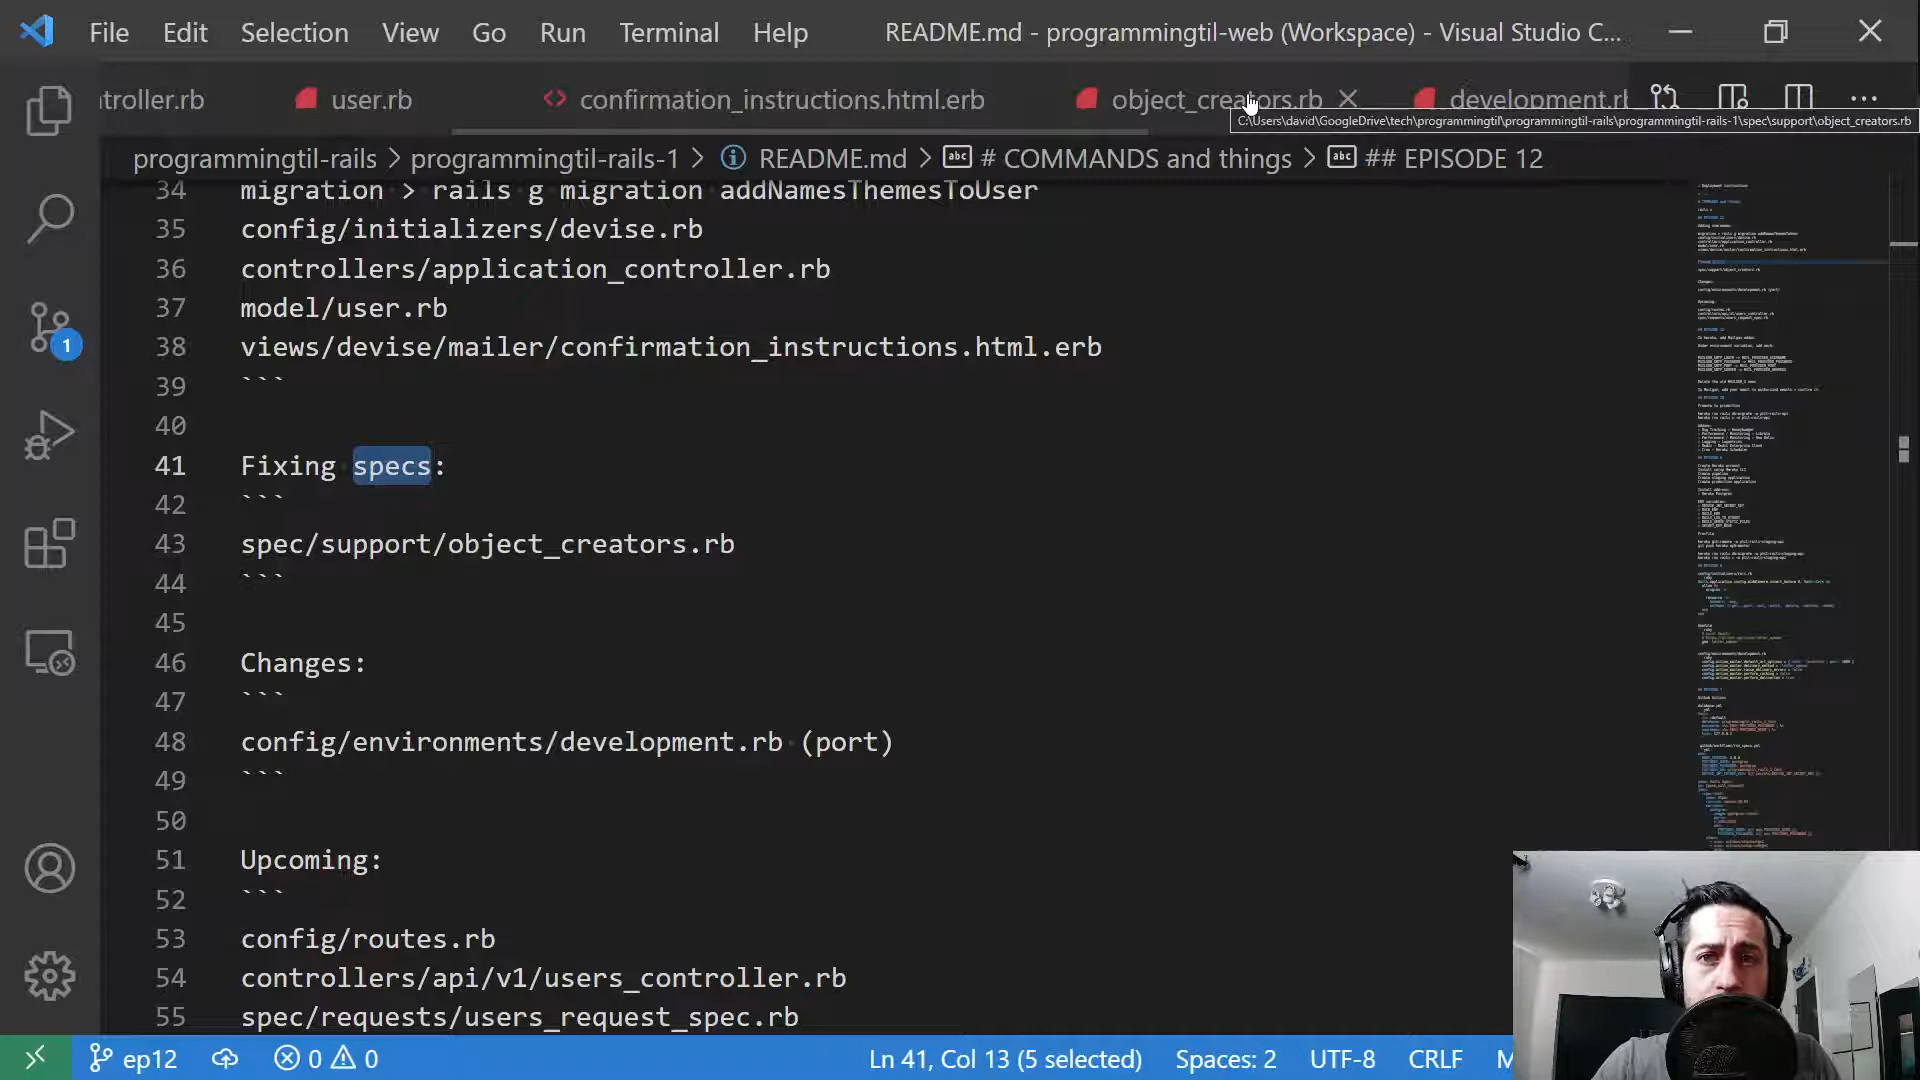 File Edit Selection View Go Run Terminal Help README.md - programmingtil-web (Workspace) - Visual Studio C...
ntroller.rb user.rb confirmation_instructions.html.erb object_creators.rb development.rb
C:\Users\david\GoogleDrive\tech\programmingtil\programmingtil-rails\programmingtil-rails-1\spec\support\object_creators.rb
programmingtil-rails > programmingtil-rails-1 > README.md > # COMMANDS and things > ## EPISODE 12
34 migration > rails g migration addNamesThemesToUser
35 config/initializers/devise.rb
36 controllers/application_controller.rb
37 model/user.rb
38 views/devise/mailer/confirmation_instructions.html.erb
39 ```
40
41 Fixing specs:
42 ```
43 spec/support/object_creators.rb
44 ```
45
46 Changes:
47 ```
48 config/environments/development.rb (port)
49 ```
50
51 Upcoming:
52 ```
53 config/routes.rb
54 controllers/api/v1/users_controller.rb
55 spec/requests/users_request_spec.rb
1
ep12 0 0 Ln 41, Col 13 (5 selected) Spaces: 2 UTF-8 CRLF M